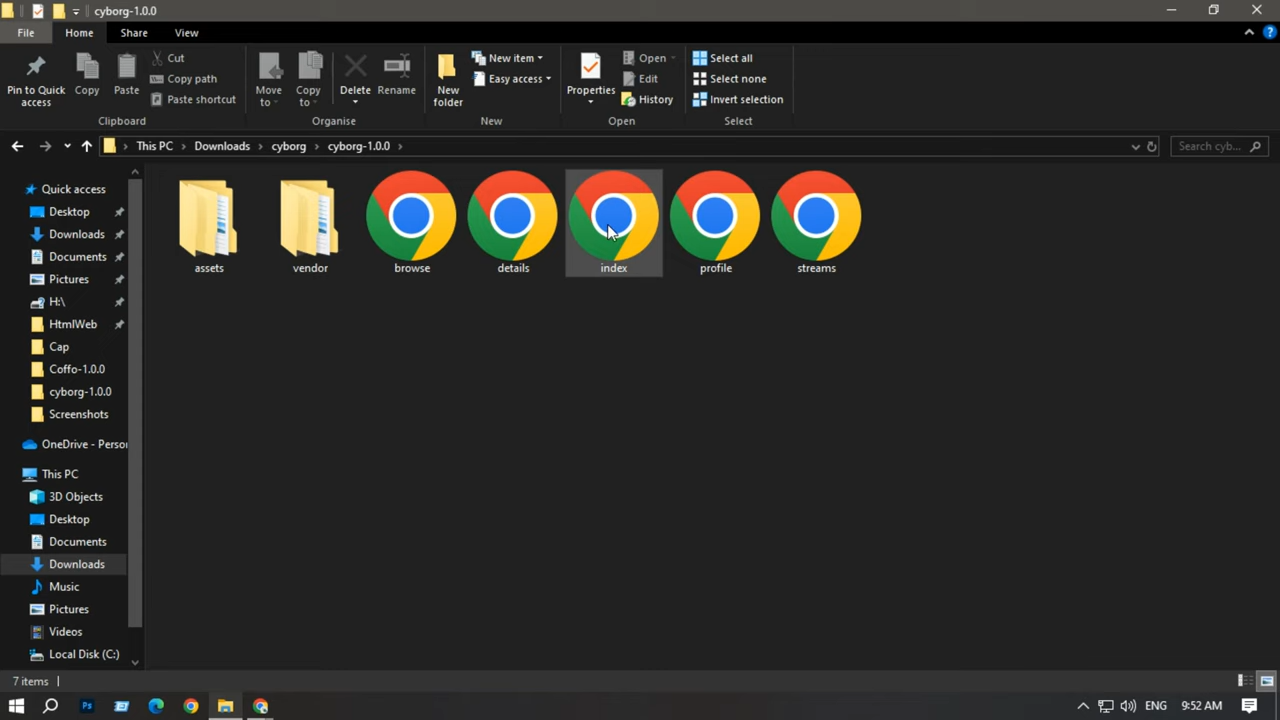 cyborg-1.0.0
File
Home
Share
View
Pin to Quick
access
Copy
Paste
Cut
Copy path
Paste shortcut
Clipboard
Move
to
Copy
to
Delete
Rename
Organise
New
folder
New item
Easy access
New
Properties
Open
Edit
History
Open
Select all
Select none
Invert selection
Select
This PC
Downloads
cyborg
cyborg-1.0.0
Search cyb...
Quick access
Desktop
Downloads
Documents
Pictures
H:\
HtmlWeb
Cap
Coffo-1.0.0
cyborg-1.0.0
Screenshots
OneDrive - Perso
This PC
3D Objects
Desktop
Documents
Downloads
Music
Pictures
Videos
Local Disk (C:)
assets
vendor
browse
details
index
profile
streams
7 items
Ps
ENG
9:52 AM